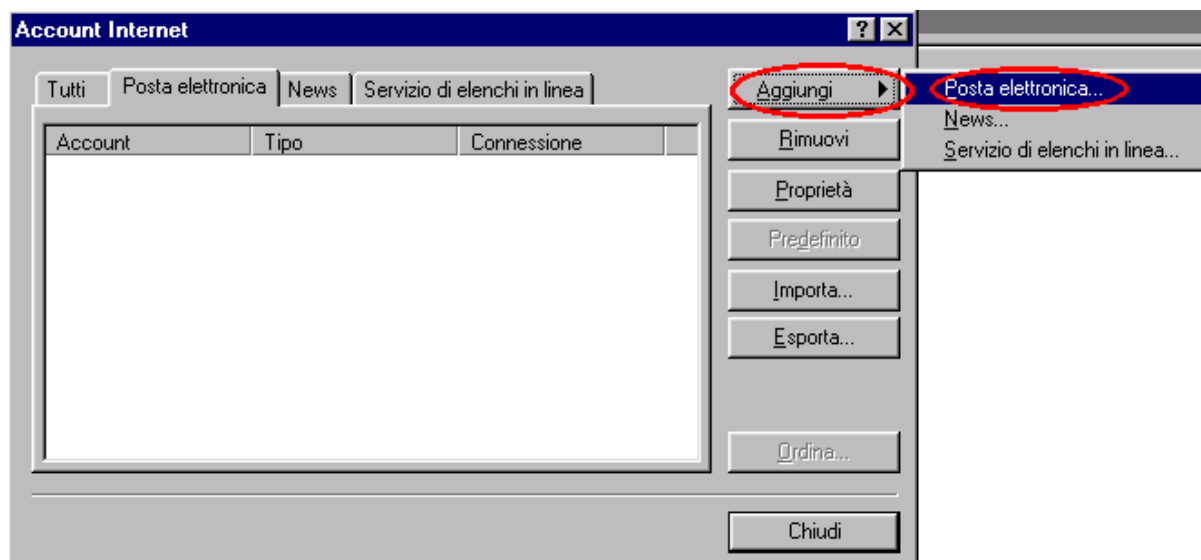 Account Internet
Tutti Posta elettronica News Servizio di elenchi in linea
Account Tipo Connessione
Aggiungi
Rimuovi
Proprietà
Predefinito
Importa...
Esporta...
Ordina...
Chiudi
Posta elettronica...
News...
Servizio di elenchi in linea...